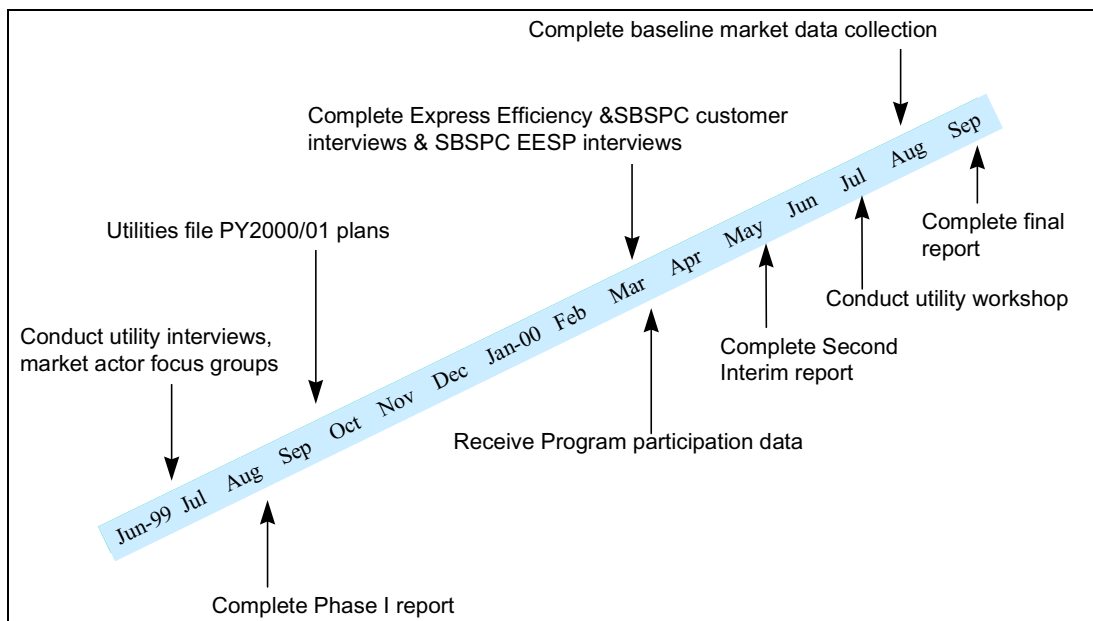 Complete baseline market data collection
Complete Express Efficiency &SBSPC customer
interviews & SBSPC EESP interviews
Utilities file PY2000/01 plans
Conduct utility interviews,
market actor focus groups
Jun-99 Jul Aug Sep Oct Nov Dec Jan-00 Feb Mar Apr May Jun Jul Aug Sep
Complete final
report
Conduct utility workshop
Complete Second
Interim report
Receive Program participation data
Complete Phase I report